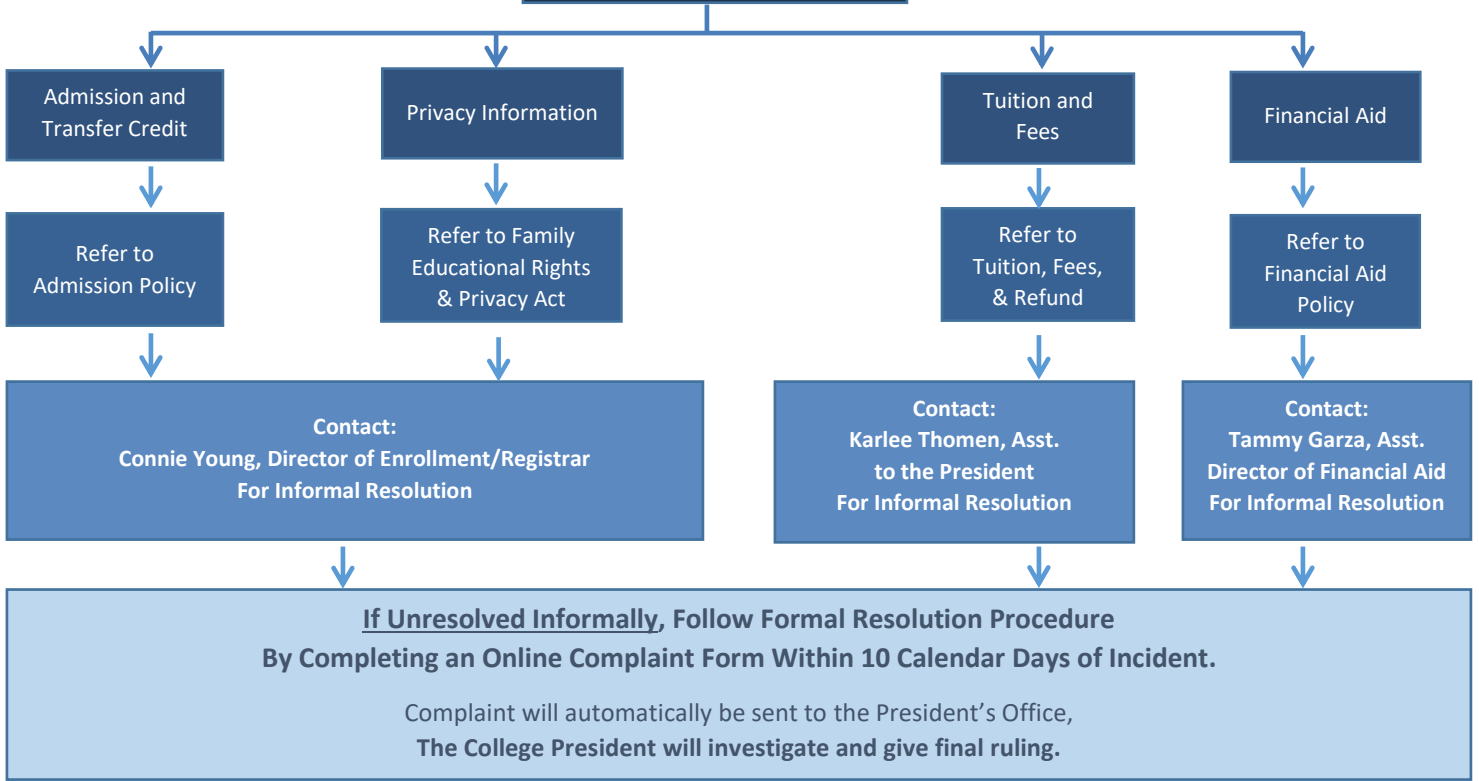 Admission and
Transfer Credit
Privacy Information
Tuition and
Fees
Financial Aid
Refer to
Admission Policy
Refer to Family
Educational Rights
& Privacy Act
Refer to
Tuition, Fees,
& Refund
Refer to
Financial Aid
Policy
Contact:
Connie Young, Director of Enrollment/Registrar
For Informal Resolution
Contact:
Karlee Thomen, Asst.
to the President
For Informal Resolution
Contact:
Tammy Garza, Asst.
Director of Financial Aid
For Informal Resolution
If Unresolved Informally, Follow Formal Resolution Procedure
By Completing an Online Complaint Form Within 10 Calendar Days of Incident.
Complaint will automatically be sent to the President’s Office,
The College President will investigate and give final ruling.